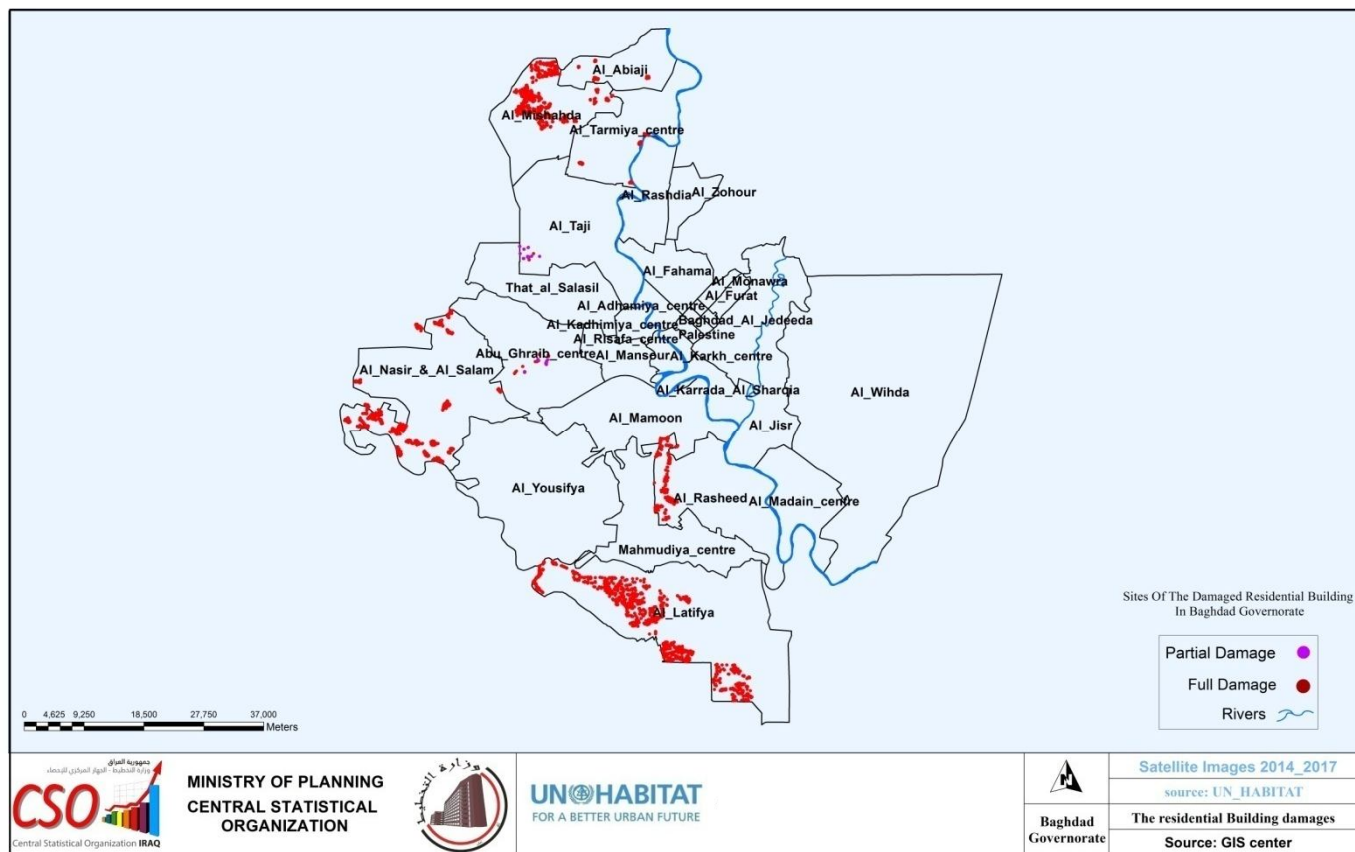 Al_Abiaji
Al_Mishahda
Al_Tarmiya_centre
Al_Rashdia
Al_Zohour
Al_Taji
Al_Fahama
Al_Monawra
That_al_Salasil
Al_Furat
Al_Adhamiya_centre
Baghdad_Al_Jedeeda
Al_Kadhimiya_centre
Palestine
Al_Risafa_centre
Abu_Ghraib_centre
Al_Mansour
Al_Karkh_centre
Al_Nasir_&_Al_Salam
Al_Karrada_Al_Sharqia
Al_Wihda
Al_Mamoon
Al_Jisr
Al_Yousifya
Al_Rasheed
Al_Madain_centre
Mahmudiya_centre
Al_Latifya
Sites Of The Damaged Residential Building
In Baghdad Governorate
Partial Damage
Full Damage
Rivers
0 4,625 9,250 18,500 27,750 37,000
Meters
جمهورية العراق
وزارة التخطيط - الجهاز المركزي للإحصاء
CSO
Central Statistical Organization IRAQ
MINISTRY OF PLANNING
CENTRAL STATISTICAL
ORGANIZATION
وزارة التخطيط
UN HABITAT
FOR A BETTER URBAN FUTURE
N
Baghdad
Governorate
Satellite Images 2014_2017
source: UN_HABITAT
The residential Building damages
Source: GIS center